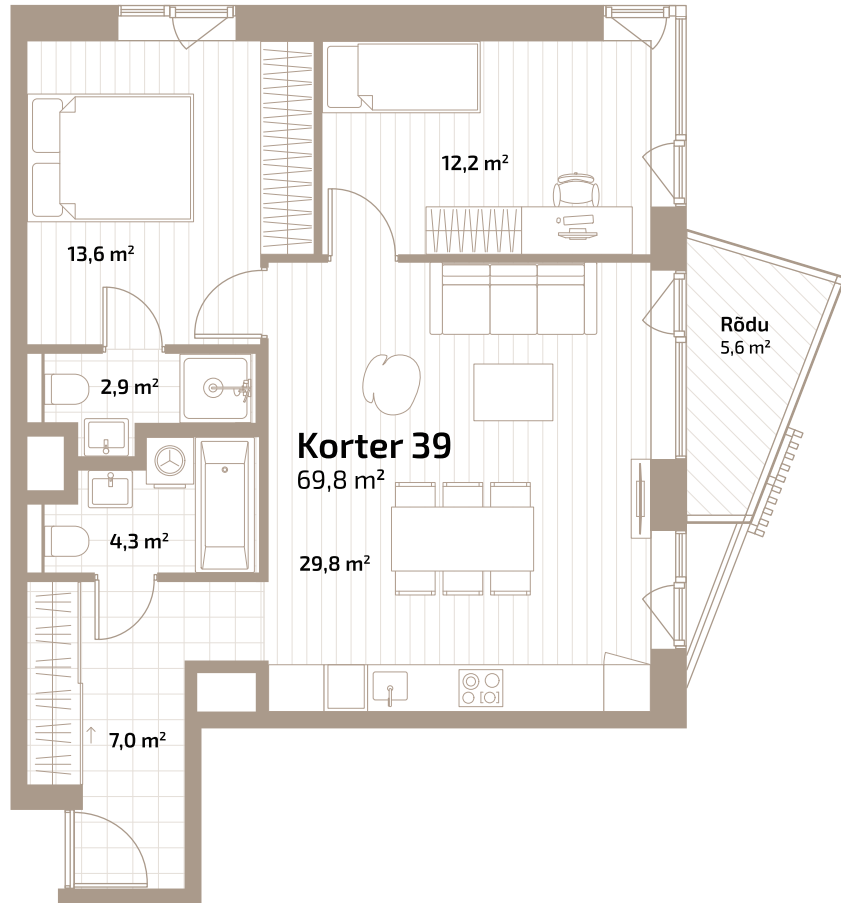 12,2 m²
13,6 m²
Rõdu
5,6 m²
2,9 m²
Korter 39
69,8 m²
4,3 m²
29,8 m²
7,0 m²